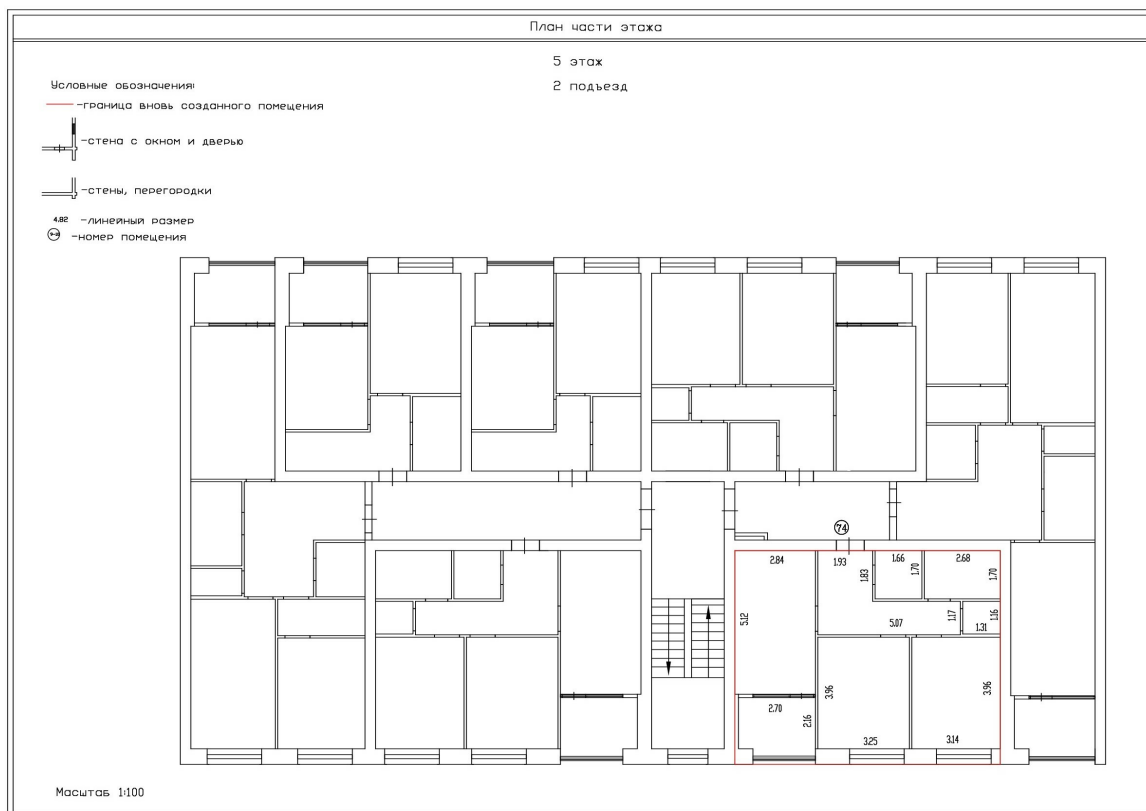 План части этажа
5 этаж
2 подъезд
Условные обозначения:
-граница вновь созданного помещения
-стена с окном и дверью
-стены, перегородки
4.82 -линейный размер
-номер помещения
74
2.84
1.93
1.66
2.68
1.83
1.70
1.70
5.12
5.07
1.17
1.31
1.16
3.96
3.96
2.70
2.16
3.25
3.14
Масштаб 1:100